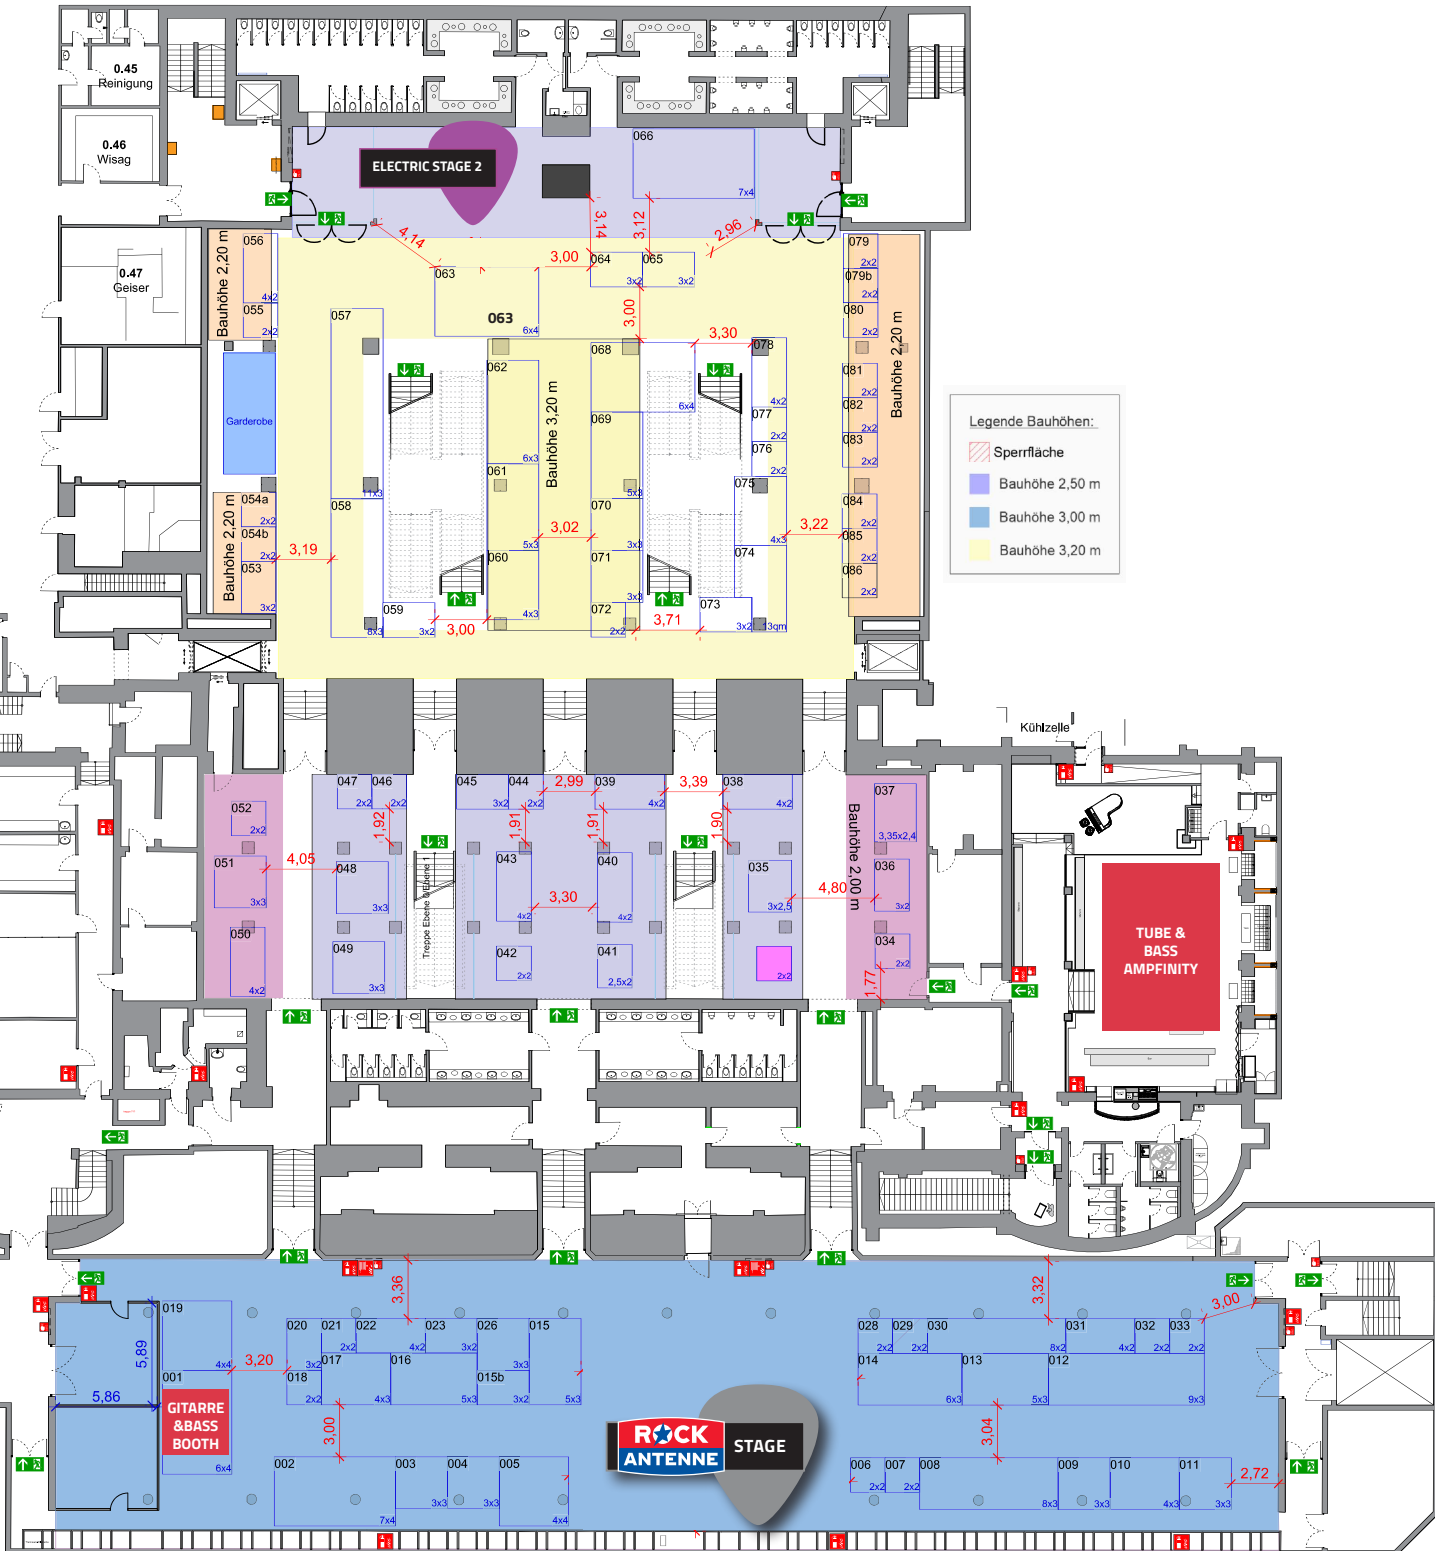 0.45
Reinigung
0.46
Wisag
0.47
Geiser
ELECTRIC STAGE 2
066
7x4
4,14
3,14
3,12
2,96
3,00
056
4x2
055
2x2
Bauhöhe 2,20 m
057
11x3
063
063
6x4
064
3x2
065
3x2
3,00
3,30
079
2x2
079b
2x2
080
2x2
Bauhöhe 2,20 m
Garderobe
062
6x3
061
5x3
060
4x3
Bauhöhe 3,20 m
068
6x4
069
5x3
070
3x3
071
3x3
072
2x2
078
4x2
077
2x2
076
2x2
075
4x3
074
13qm
073
3x2
081
2x2
082
2x2
083
2x2
084
2x2
085
2x2
086
2x2
054a
2x2
054b
2x2
053
3x2
Bauhöhe 2,20 m
058
8x3
059
3x2
3,19
3,02
3,22
3,00
3,71
Legende Bauhöhen:
Sperrfläche
Bauhöhe 2,50 m
Bauhöhe 3,00 m
Bauhöhe 3,20 m
Kühlzelle
047
2x2
046
2x2
045
3x2
044
2x2
2,99
039
4x2
3,39
038
4x2
037
3,35x2,4
Bauhöhe 2,00 m
052
2x2
051
3x3
050
4x2
4,05
1,92
048
3x3
049
3x3
Treppe Ebene 0/Ebene 1
1,91
1,91
043
4x2
042
2x2
3,30
040
4x2
041
2,5x2
1,90
035
3x2,5
2x2
4,80
036
3x2
034
2x2
1,77
TUBE &
BASS
AMPFINITY
3,36
3,32
3,00
019
4x4
001
6x4
5,89
5,86
3,20
GITARRE
&BASS
BOOTH
020
3x2
021
2x2
022
4x2
023
3x2
026
3x2
015
5x3
017
4x3
016
5x3
018
2x2
015b
3x2
3x3
3,00
028
2x2
029
2x2
030
8x2
031
4x2
032
2x2
033
2x2
014
6x3
013
5x3
012
9x3
3,04
ROCK
ANTENNE
STAGE
002
7x4
003
3x3
004
3x3
005
4x4
006
2x2
007
2x2
008
8x3
009
3x3
010
4x3
011
3x3
2,72